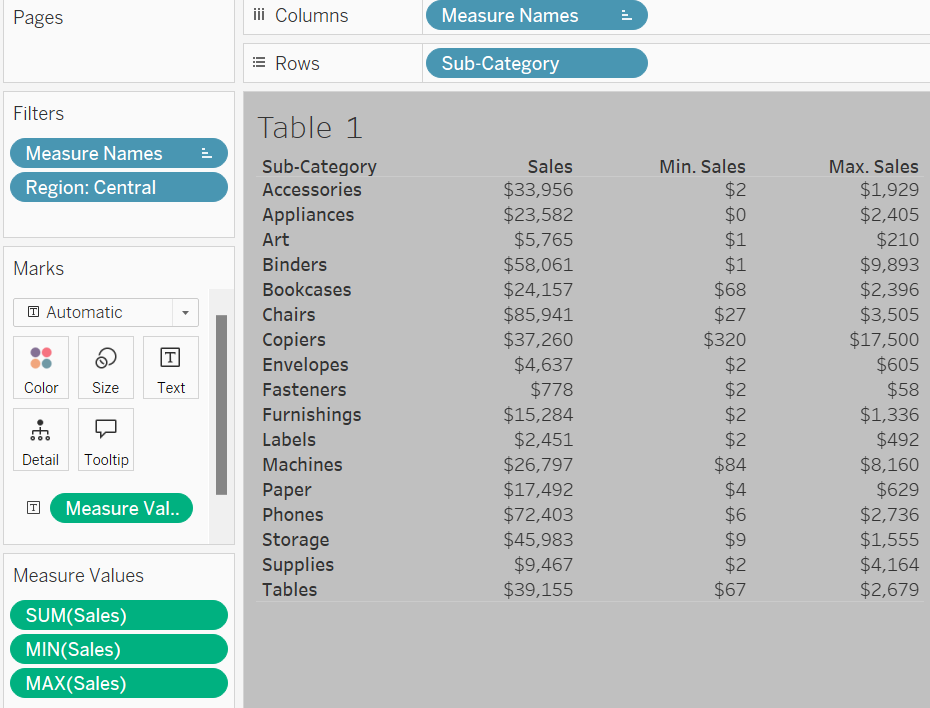 Pages
Columns
Measure Names
Rows
Sub-Category
Filters
Measure Names
Region: Central
Marks
Automatic
Color Size Text
Detail Tooltip
Measure Val..
Measure Values
SUM(Sales)
MIN(Sales)
MAX(Sales)
Table 1
Sub-Category Sales Min. Sales Max. Sales
Accessories $33,956 $2 $1,929
Appliances $23,582 $0 $2,405
Art $5,765 $1 $210
Binders $58,061 $1 $9,893
Bookcases $24,157 $68 $2,396
Chairs $85,941 $27 $3,505
Copiers $37,260 $320 $17,500
Envelopes $4,637 $2 $605
Fasteners $778 $2 $58
Furnishings $15,284 $2 $1,336
Labels $2,451 $2 $492
Machines $26,797 $84 $8,160
Paper $17,492 $4 $629
Phones $72,403 $6 $2,736
Storage $45,983 $9 $1,555
Supplies $9,467 $2 $4,164
Tables $39,155 $67 $2,679